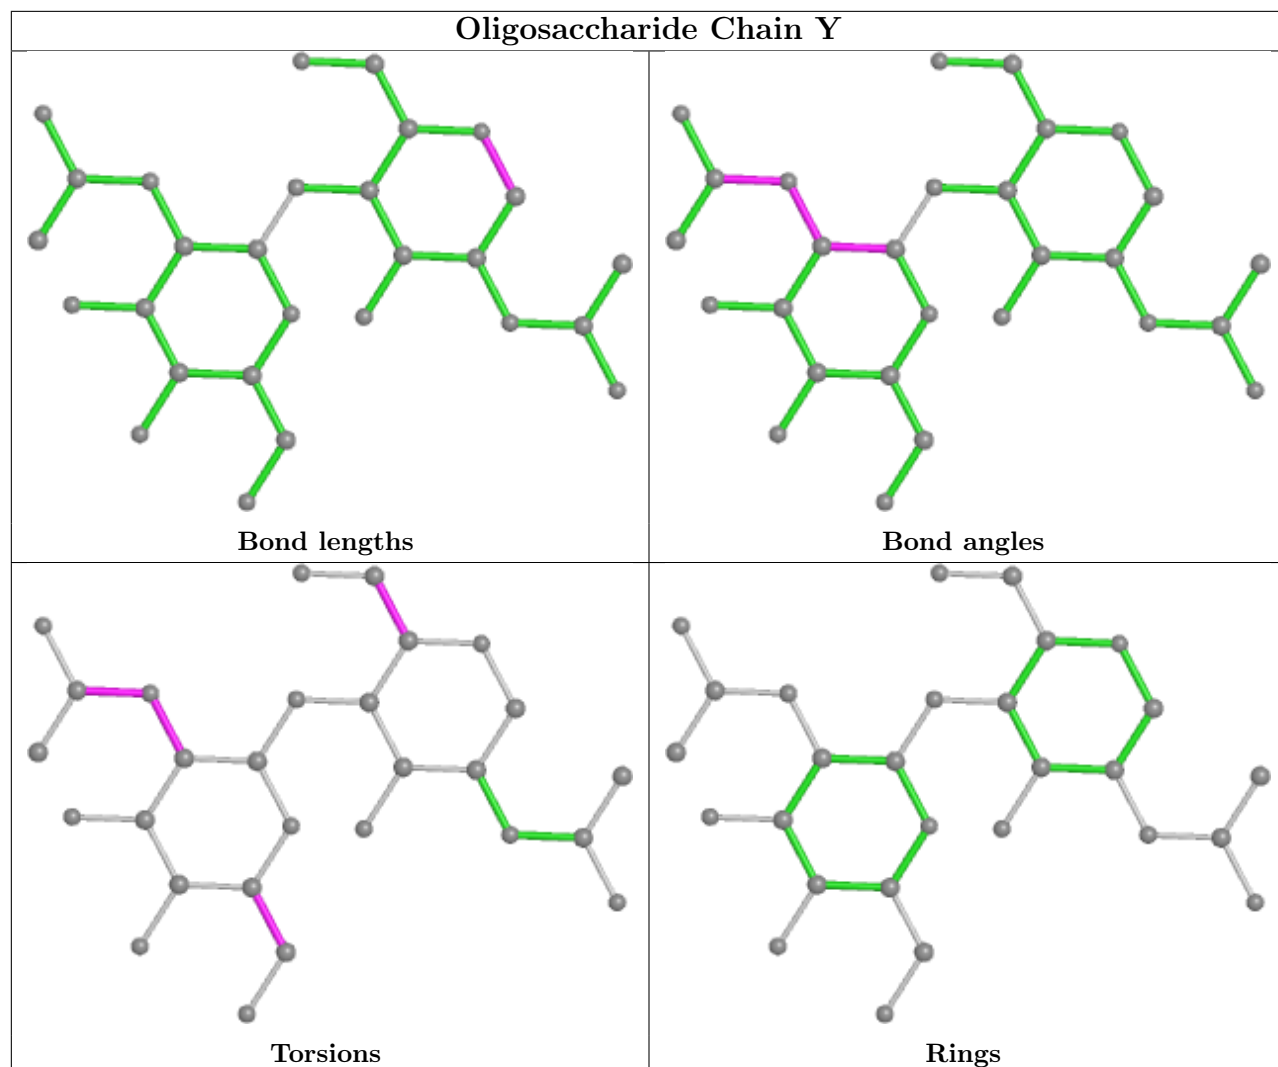 Oligosaccharide Chain Y
Bond lengths
Bond angles
Torsions
Rings